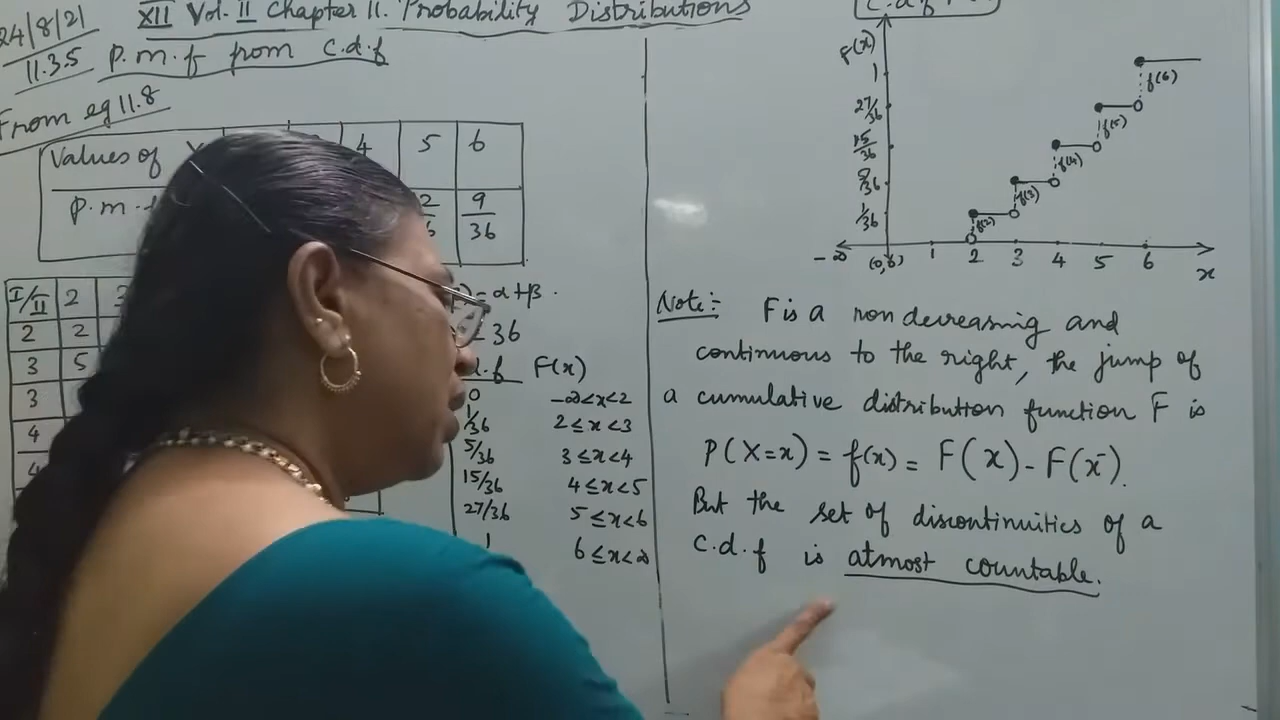 24/8/21
XII Vol. II Chapter 11. Probability Distributions
11.3.5 p.m.f from c.d.f
From eg 11.8
Values of 4 5 6
p.m. 9/36
I/II 2
2 2
3 5
3
4
α+β.
36
F(x)
0 -∞<x<2
1/36 2≤x<3
5/36 3≤x<4
15/36 4≤x<5
27/36 5≤x<6
1 6≤x<∞
F(x)
1
27/36
15/36
1/36
f(2) f(3) f(4) f(5) f(6)
-∞ 1 2 3 4 5 6 x
Note:- F is a non decreasing and
continuous to the right, the jump of
a cumulative distribution function F is
P(X=x) = f(x) = F(x) - F(x⁻).
But the set of discontinuities of a
c.d.f is atmost countable.